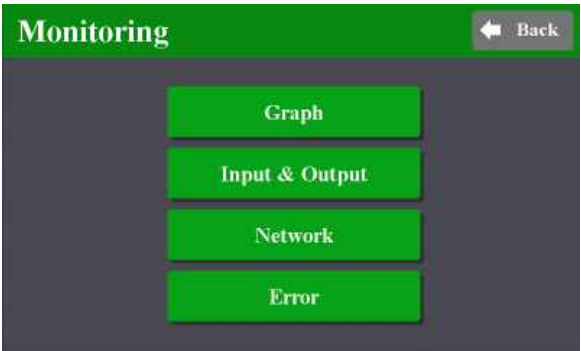 Monitoring
Back
Graph
Input & Output
Network
Error